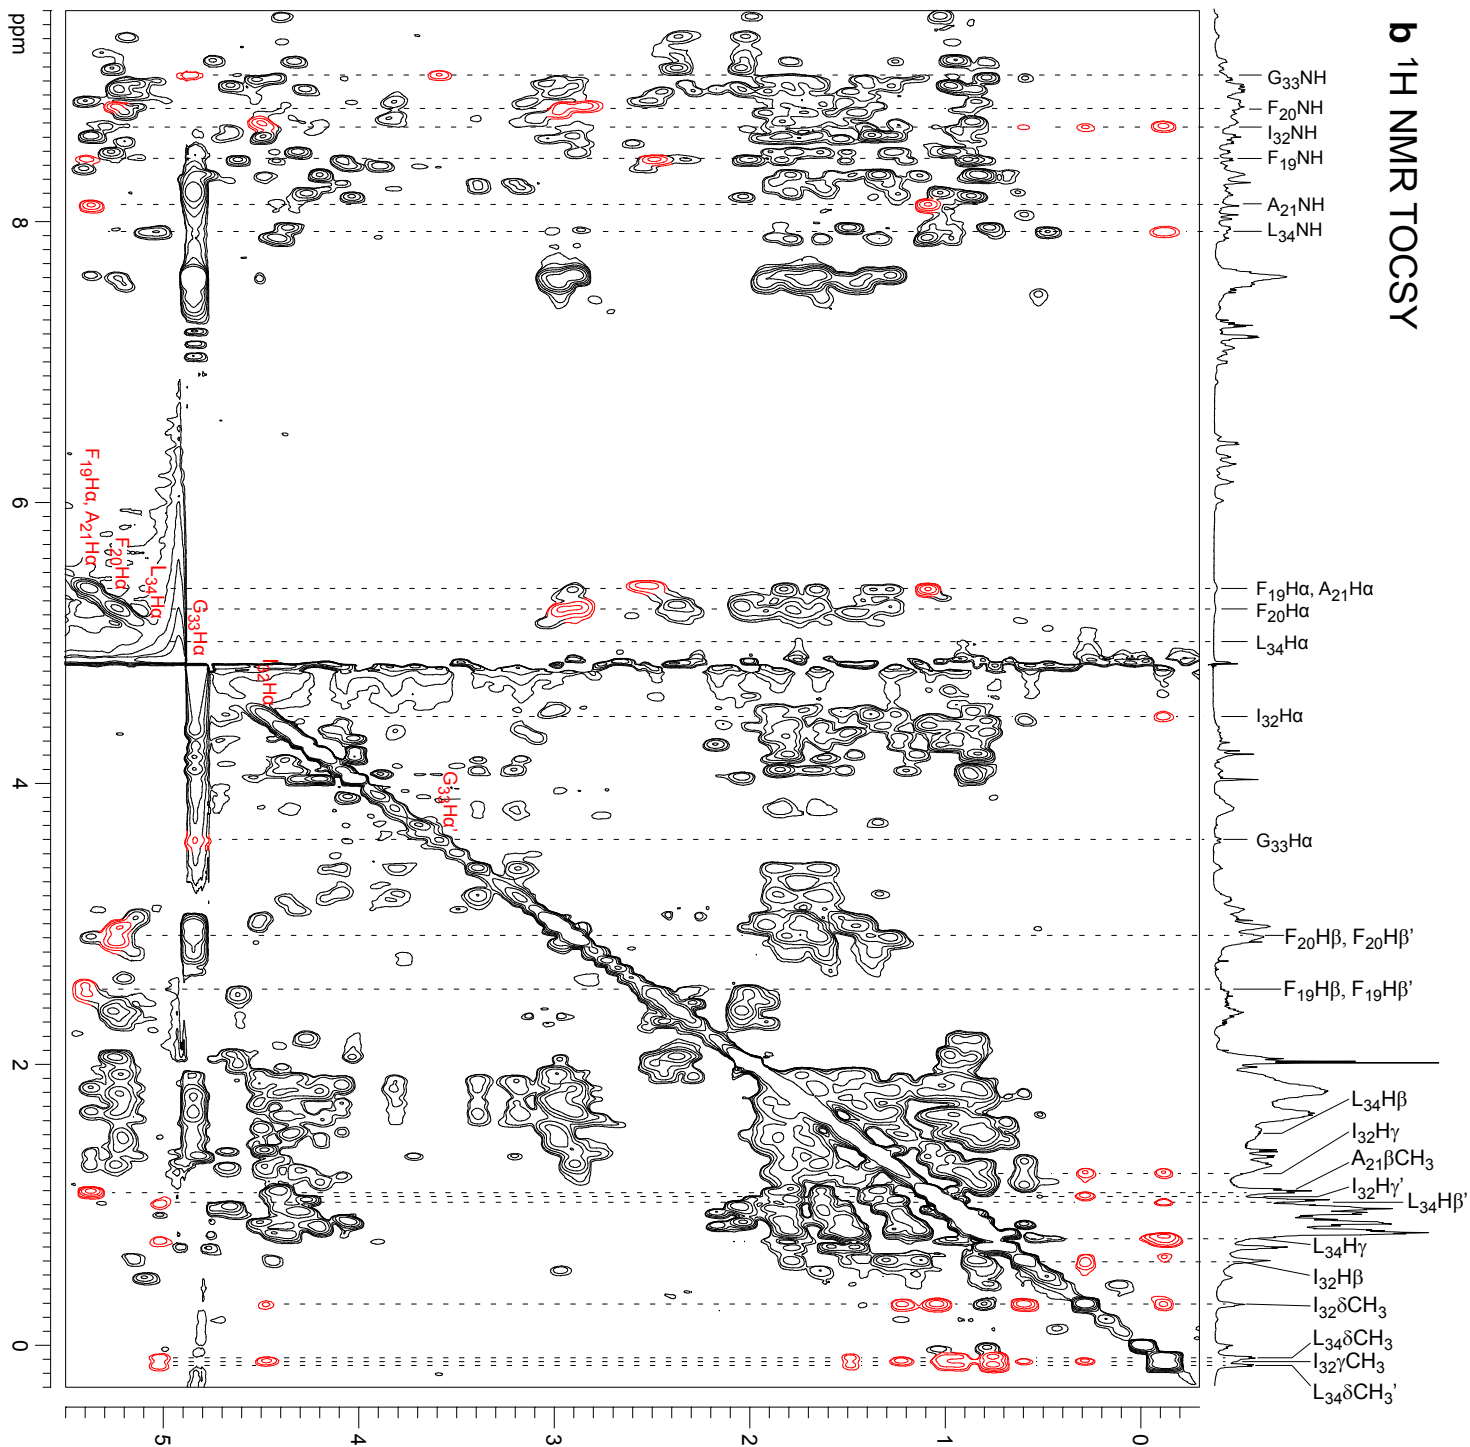 b ¹H NMR TOCSY
ppm
G₃₃NH
F₂₀NH
I₃₂NH
F₁₉NH
A₂₁NH
L₃₄NH
8
6
4
2
0
F₁₉Hα, A₂₁Hα
F₂₀Hα
L₃₄Hα
G₃₃Hα
I₃₂Hα
G₃₃Hα'
F₁₉Hα, A₂₁Hα
F₂₀Hα
L₃₄Hα
I₃₂Hα
G₃₃Hα
F₂₀Hβ, F₂₀Hβ'
F₁₉Hβ, F₁₉Hβ'
L₃₄Hβ
I₃₂Hγ
A₂₁βCH₃
I₃₂Hγ'
L₃₄Hβ'
L₃₄Hγ
I₃₂Hβ
I₃₂δCH₃
L₃₄δCH₃
I₃₂γCH₃
L₃₄δCH₃'
5
4
3
2
1
0